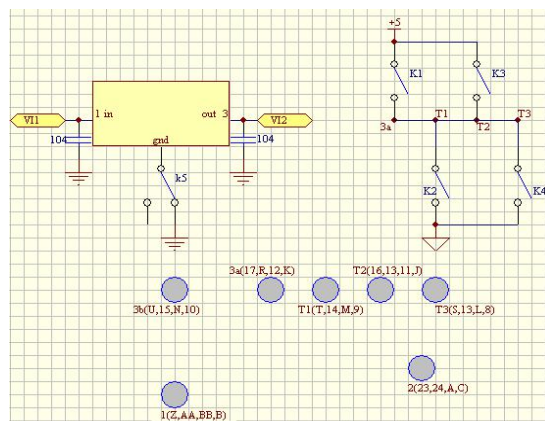 +5
K1
K3
VI1
1 in
out 3
VI2
104
104
gnd
3a
T1
T2
T3
k5
K2
K4
3a(17,R,12,K)
T2(16,13,11,J)
3b(U,15,N,10)
T1(T,14,M,9)
T3(S,13,L,8)
2(23,24,A,C)
1(Z,AA,BB,B)